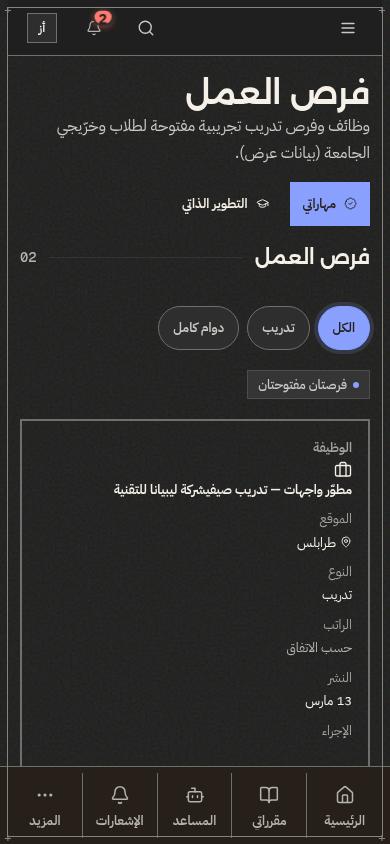 2
أز
فرص العمل
وظائف وفرص تدريب تجريبية مفتوحة لطلاب وخرّيجي
الجامعة (بيانات عرض).
مهاراتي
التطوير الذاتي
فرص العمل
02
الكل
تدريب
دوام كامل
فرصتان مفتوحتان
الوظيفة
مطوّر واجهات — تدريب صيفيشركة ليبيانا للتقنية
الموقع
طرابلس
النوع
تدريب
الراتب
حسب الاتفاق
النشر
13 مارس
الإجراء
الرئيسية
مقرراتي
المساعد
الإشعارات
المزيد